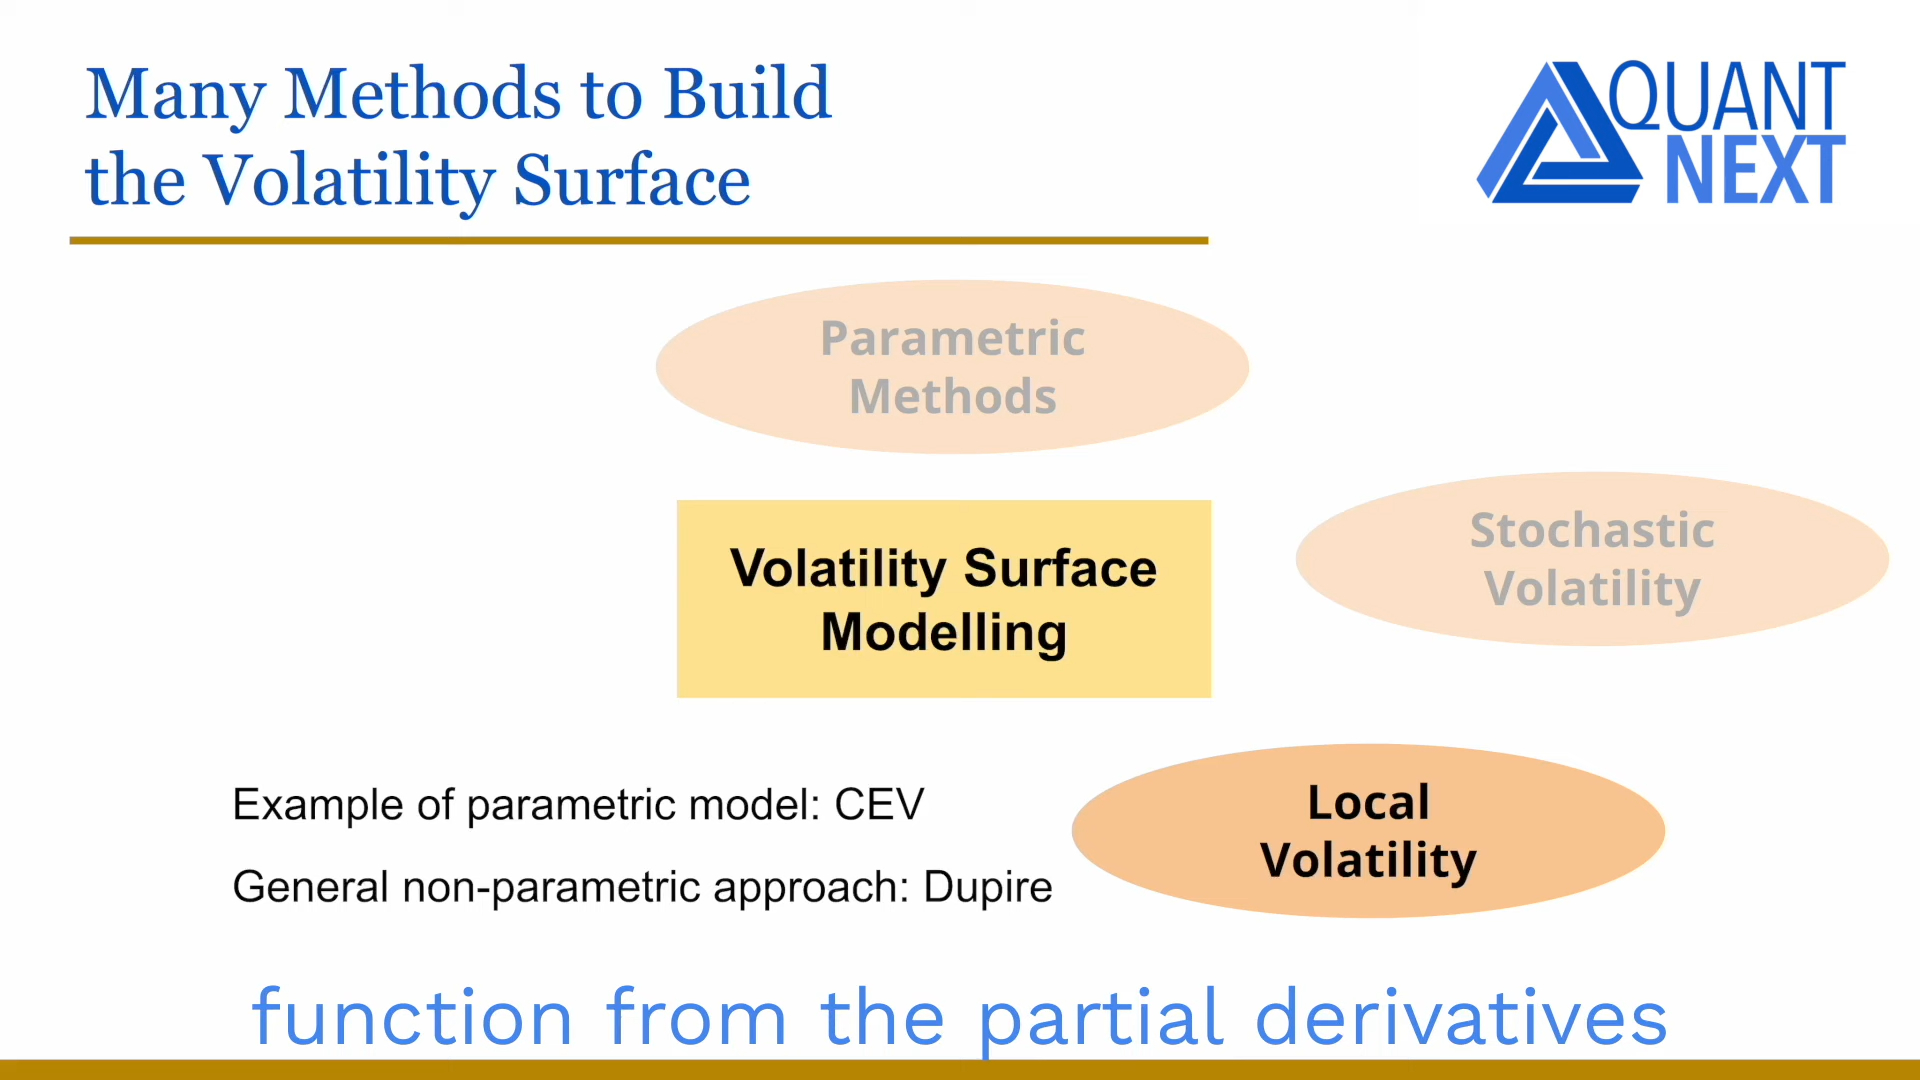 Many Methods to Build
the Volatility Surface
QUANT
NEXT
Parametric
Methods
Stochastic
Volatility
Volatility Surface
Modelling
Example of parametric model: CEV
General non-parametric approach: Dupire
Local
Volatility
function from the partial derivatives